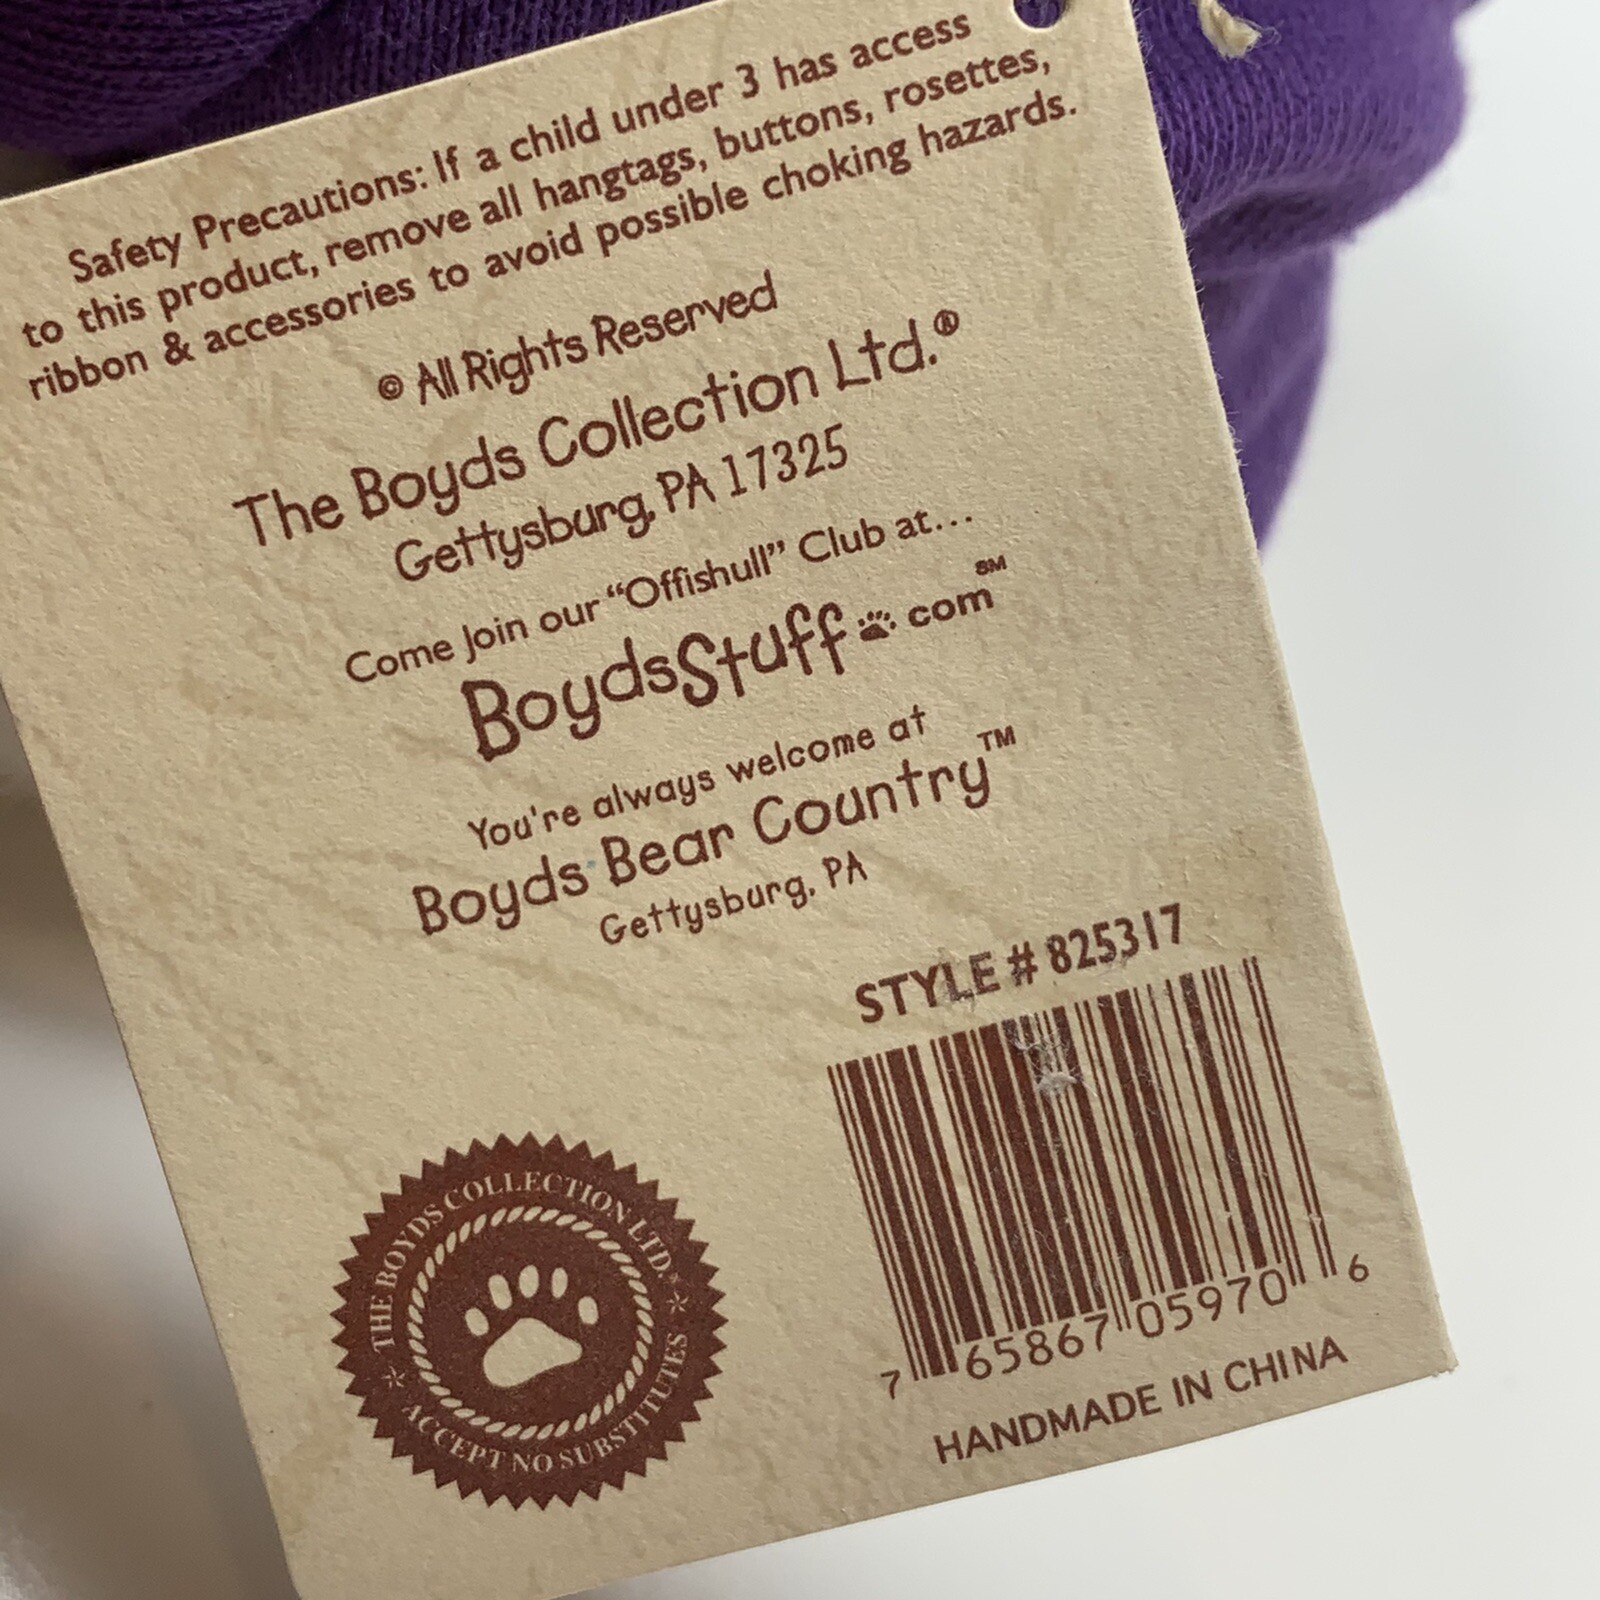 Safety Precautions: If a child under 3 has access
to this product, remove all hangtags, buttons, rosettes,
ribbon & accessories to avoid possible choking hazards.
© All Rights Reserved
The Boyds Collection Ltd.®
Gettysburg, PA 17325
Come Join our "Offishull" Club at...
BoydsStuff.com℠
You're always welcome at
Boyds Bear Country™
Gettysburg, PA
STYLE # 825317
7 65867 05970 6
HANDMADE IN CHINA
THE BOYDS COLLECTION LTD.
ACCEPT NO SUBSTITUTES